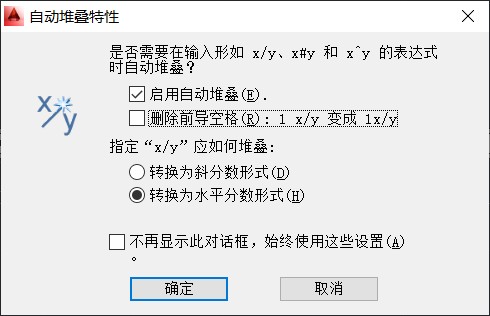 自动堆叠特性
是否需要在输入形如 x/y、x#y 和 x^y 的表达式
时自动堆叠？
启用自动堆叠(E).
x/y
删除前导空格(R): 1 x/y 变成 1x/y
指定“x/y”应如何堆叠:
转换为斜分数形式(D)
转换为水平分数形式(H)
不再显示此对话框，始终使用这些设置(A)
。
确定
取消